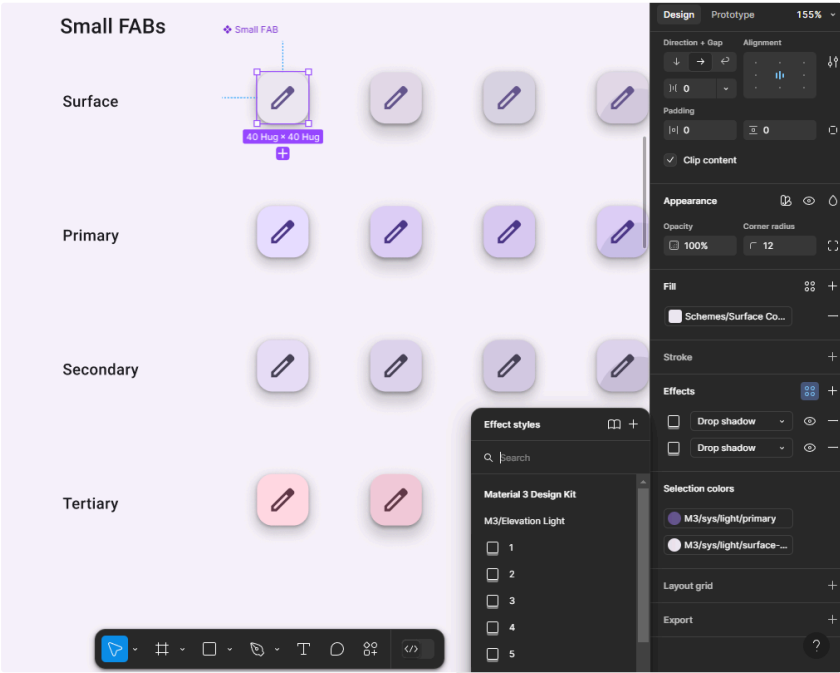 Small FABs
Small FAB
Surface
40 Hug × 40 Hug
Primary
Secondary
Tertiary
Design
Prototype
155%
Direction + Gap
Alignment
0
Padding
0
0
Clip content
Appearance
Opacity
Corner radius
100%
12
Fill
Schemes/Surface Co...
Stroke
Effects
Drop shadow
Drop shadow
Selection colors
M3/sys/light/primary
M3/sys/light/surface-...
Layout grid
Export
?
Effect styles
Search
Material 3 Design Kit
M3/Elevation Light
1
2
3
4
5